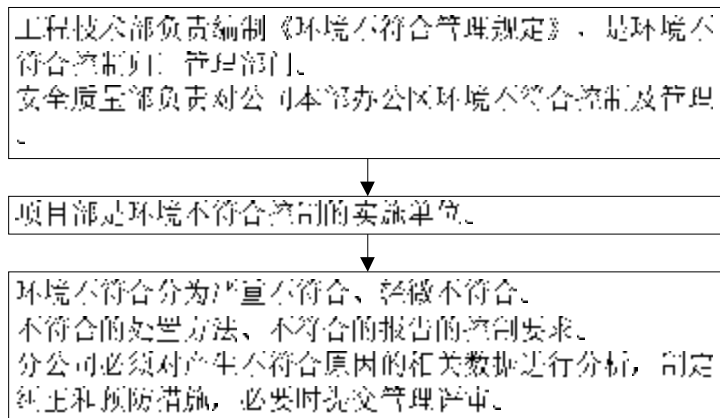 工程技术部负责编制《环境不符合管理规定》、是环境不
符合控制归口管理部门。
安全质量部负责对公司本部办公区环境不符合控制及管理
。
项目部是环境不符合控制的实施单位。
环境不符合分为严重不符合、轻微不符合。
不符合的处置方法、不符合的报告的控制要求。
分公司必须对产生不符合原因的相关数据进行分析，制定
纠正和预防措施，必要时提交管理评审。